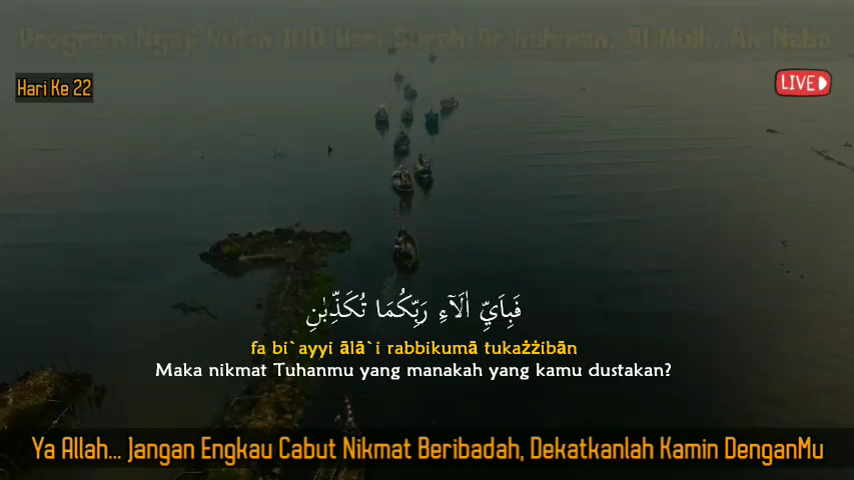 Program Ngaji Rutin 100 Hari Surah Ar Rahman, Al Mulk, An Naba'
Hari Ke 22
LIVE
فَبِاَيِّ اٰلَاۤءِ رَبِّكُمَا تُكَذِّبٰنِ
fa bi`ayyi ālā`i rabbikumā tukażżibān
Maka nikmat Tuhanmu yang manakah yang kamu dustakan?
Ya Allah... Jangan Engkau Cabut Nikmat Beribadah, Dekatkanlah Kamin DenganMu